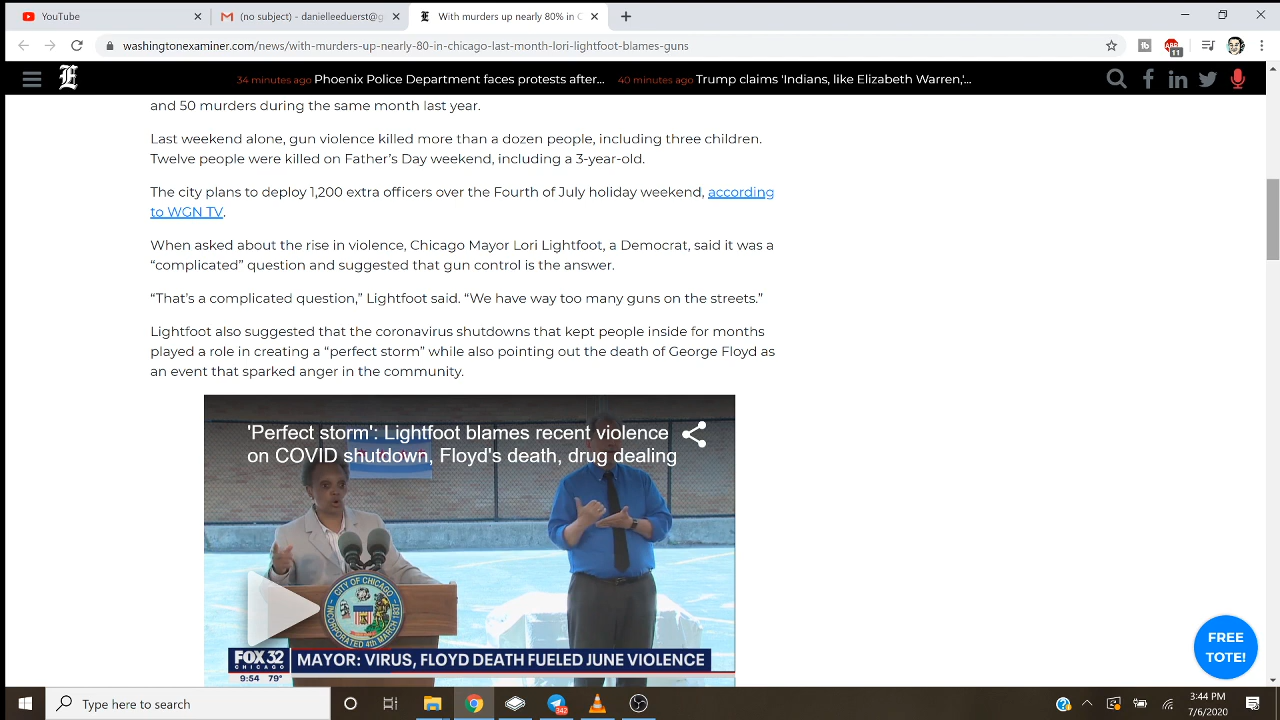 YouTube
(no subject) - danielleeduerst@g
With murders up nearly 80% in C
washingtonexaminer.com/news/with-murders-up-nearly-80-in-chicago-last-month-lori-lightfoot-blames-guns
11
34 minutes ago Phoenix Police Department faces protests after... 40 minutes ago Trump claims 'Indians, like Elizabeth Warren,'...
and 50 murders during the same month last year.
Last weekend alone, gun violence killed more than a dozen people, including three children.
Twelve people were killed on Father's Day weekend, including a 3-year-old.
The city plans to deploy 1,200 extra officers over the Fourth of July holiday weekend, according
to WGN TV.
When asked about the rise in violence, Chicago Mayor Lori Lightfoot, a Democrat, said it was a
“complicated” question and suggested that gun control is the answer.
“That's a complicated question,” Lightfoot said. “We have way too many guns on the streets.”
Lightfoot also suggested that the coronavirus shutdowns that kept people inside for months
played a role in creating a “perfect storm” while also pointing out the death of George Floyd as
an event that sparked anger in the community.
'Perfect storm': Lightfoot blames recent violence
on COVID shutdown, Floyd's death, drug dealing
CITY OF CHICAGO
INCORPORATED 4th MARCH
FOX 32
CHICAGO
MAYOR: VIRUS, FLOYD DEATH FUELED JUNE VIOLENCE
9:54 79°
FREE
TOTE!
Type here to search
342
3:44 PM
7/6/2020